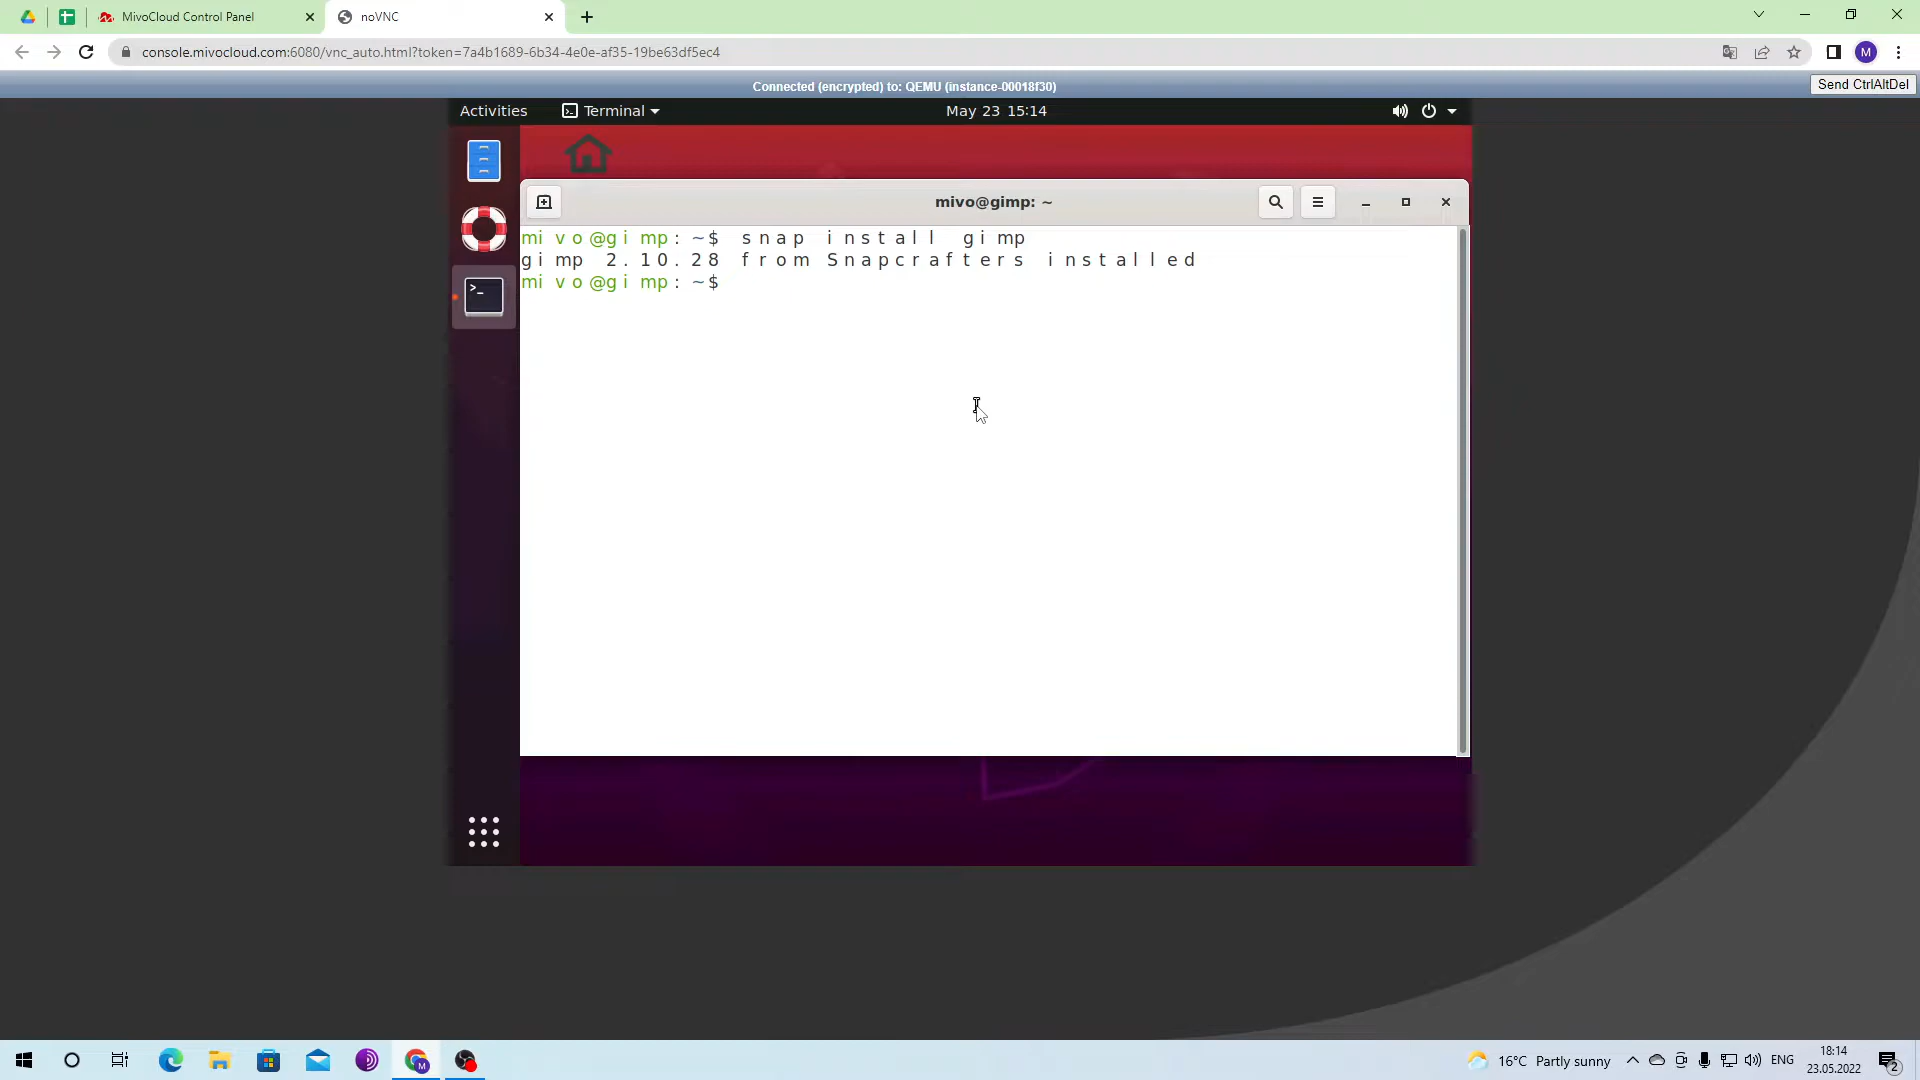 MivoCloud Control Panel
noVNC
console.mivocloud.com:6080/vnc_auto.html?token=7a4b1689-6b34-4e0e-af35-19be63df5ec4
M
Connected (encrypted) to: QEMU (instance-00018f30)
Send CtrlAltDel
Activities
Terminal
May 23 15:14
mivo@gimp: ~
mivo@gimp:~$ snap install gimp
gimp 2.10.28 from Snapcrafters installed
mivo@gimp:~$
16°C Partly sunny
ENG
18:14
23.05.2022
2